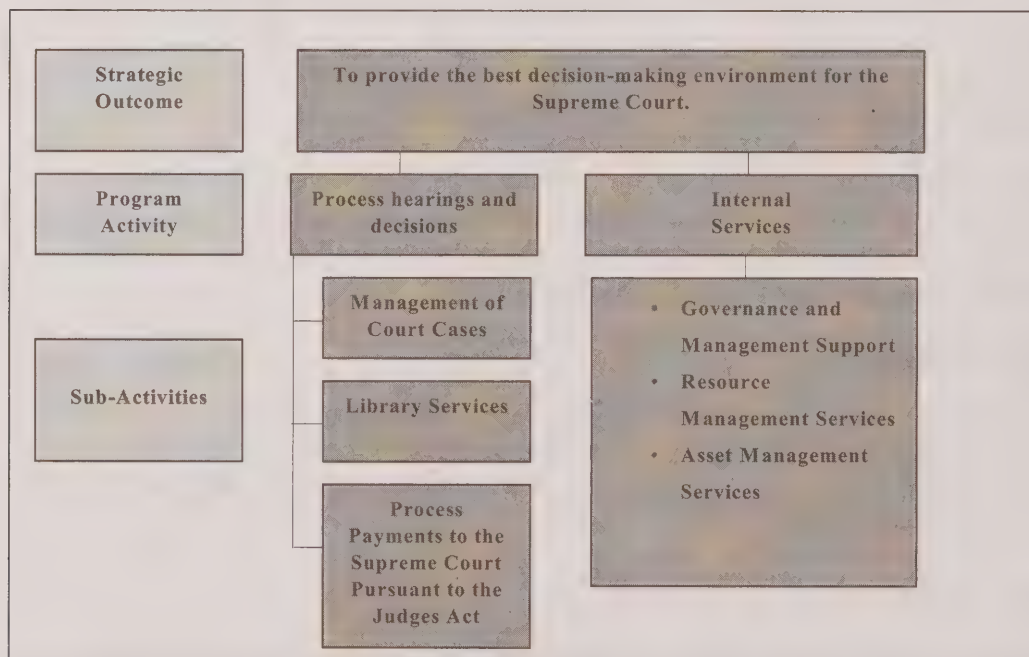 Strategic
Outcome
To provide the best decision-making environment for the
Supreme Court.
Program
Activity
Process hearings and
decisions
Internal
Services
Sub-Activities
Management of
Court Cases
Library Services
Process
Payments to the
Supreme Court
Pursuant to the
Judges Act
• Governance and
Management Support
• Resource
Management Services
• Asset Management
Services